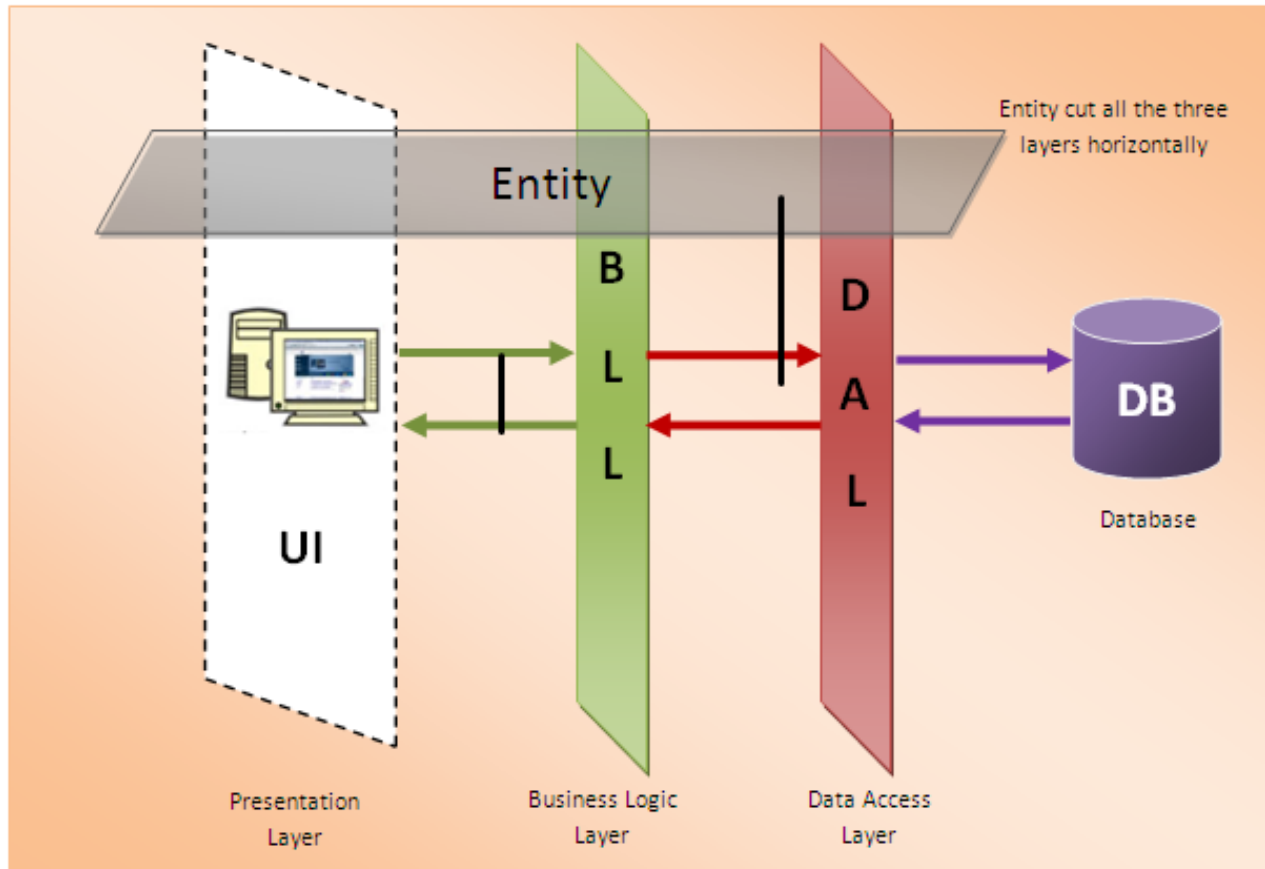 Entity cut all the three
layers horizontally
Entity
B
L
L
D
A
L
UI
DB
Database
Presentation
Layer
Business Logic
Layer
Data Access
Layer